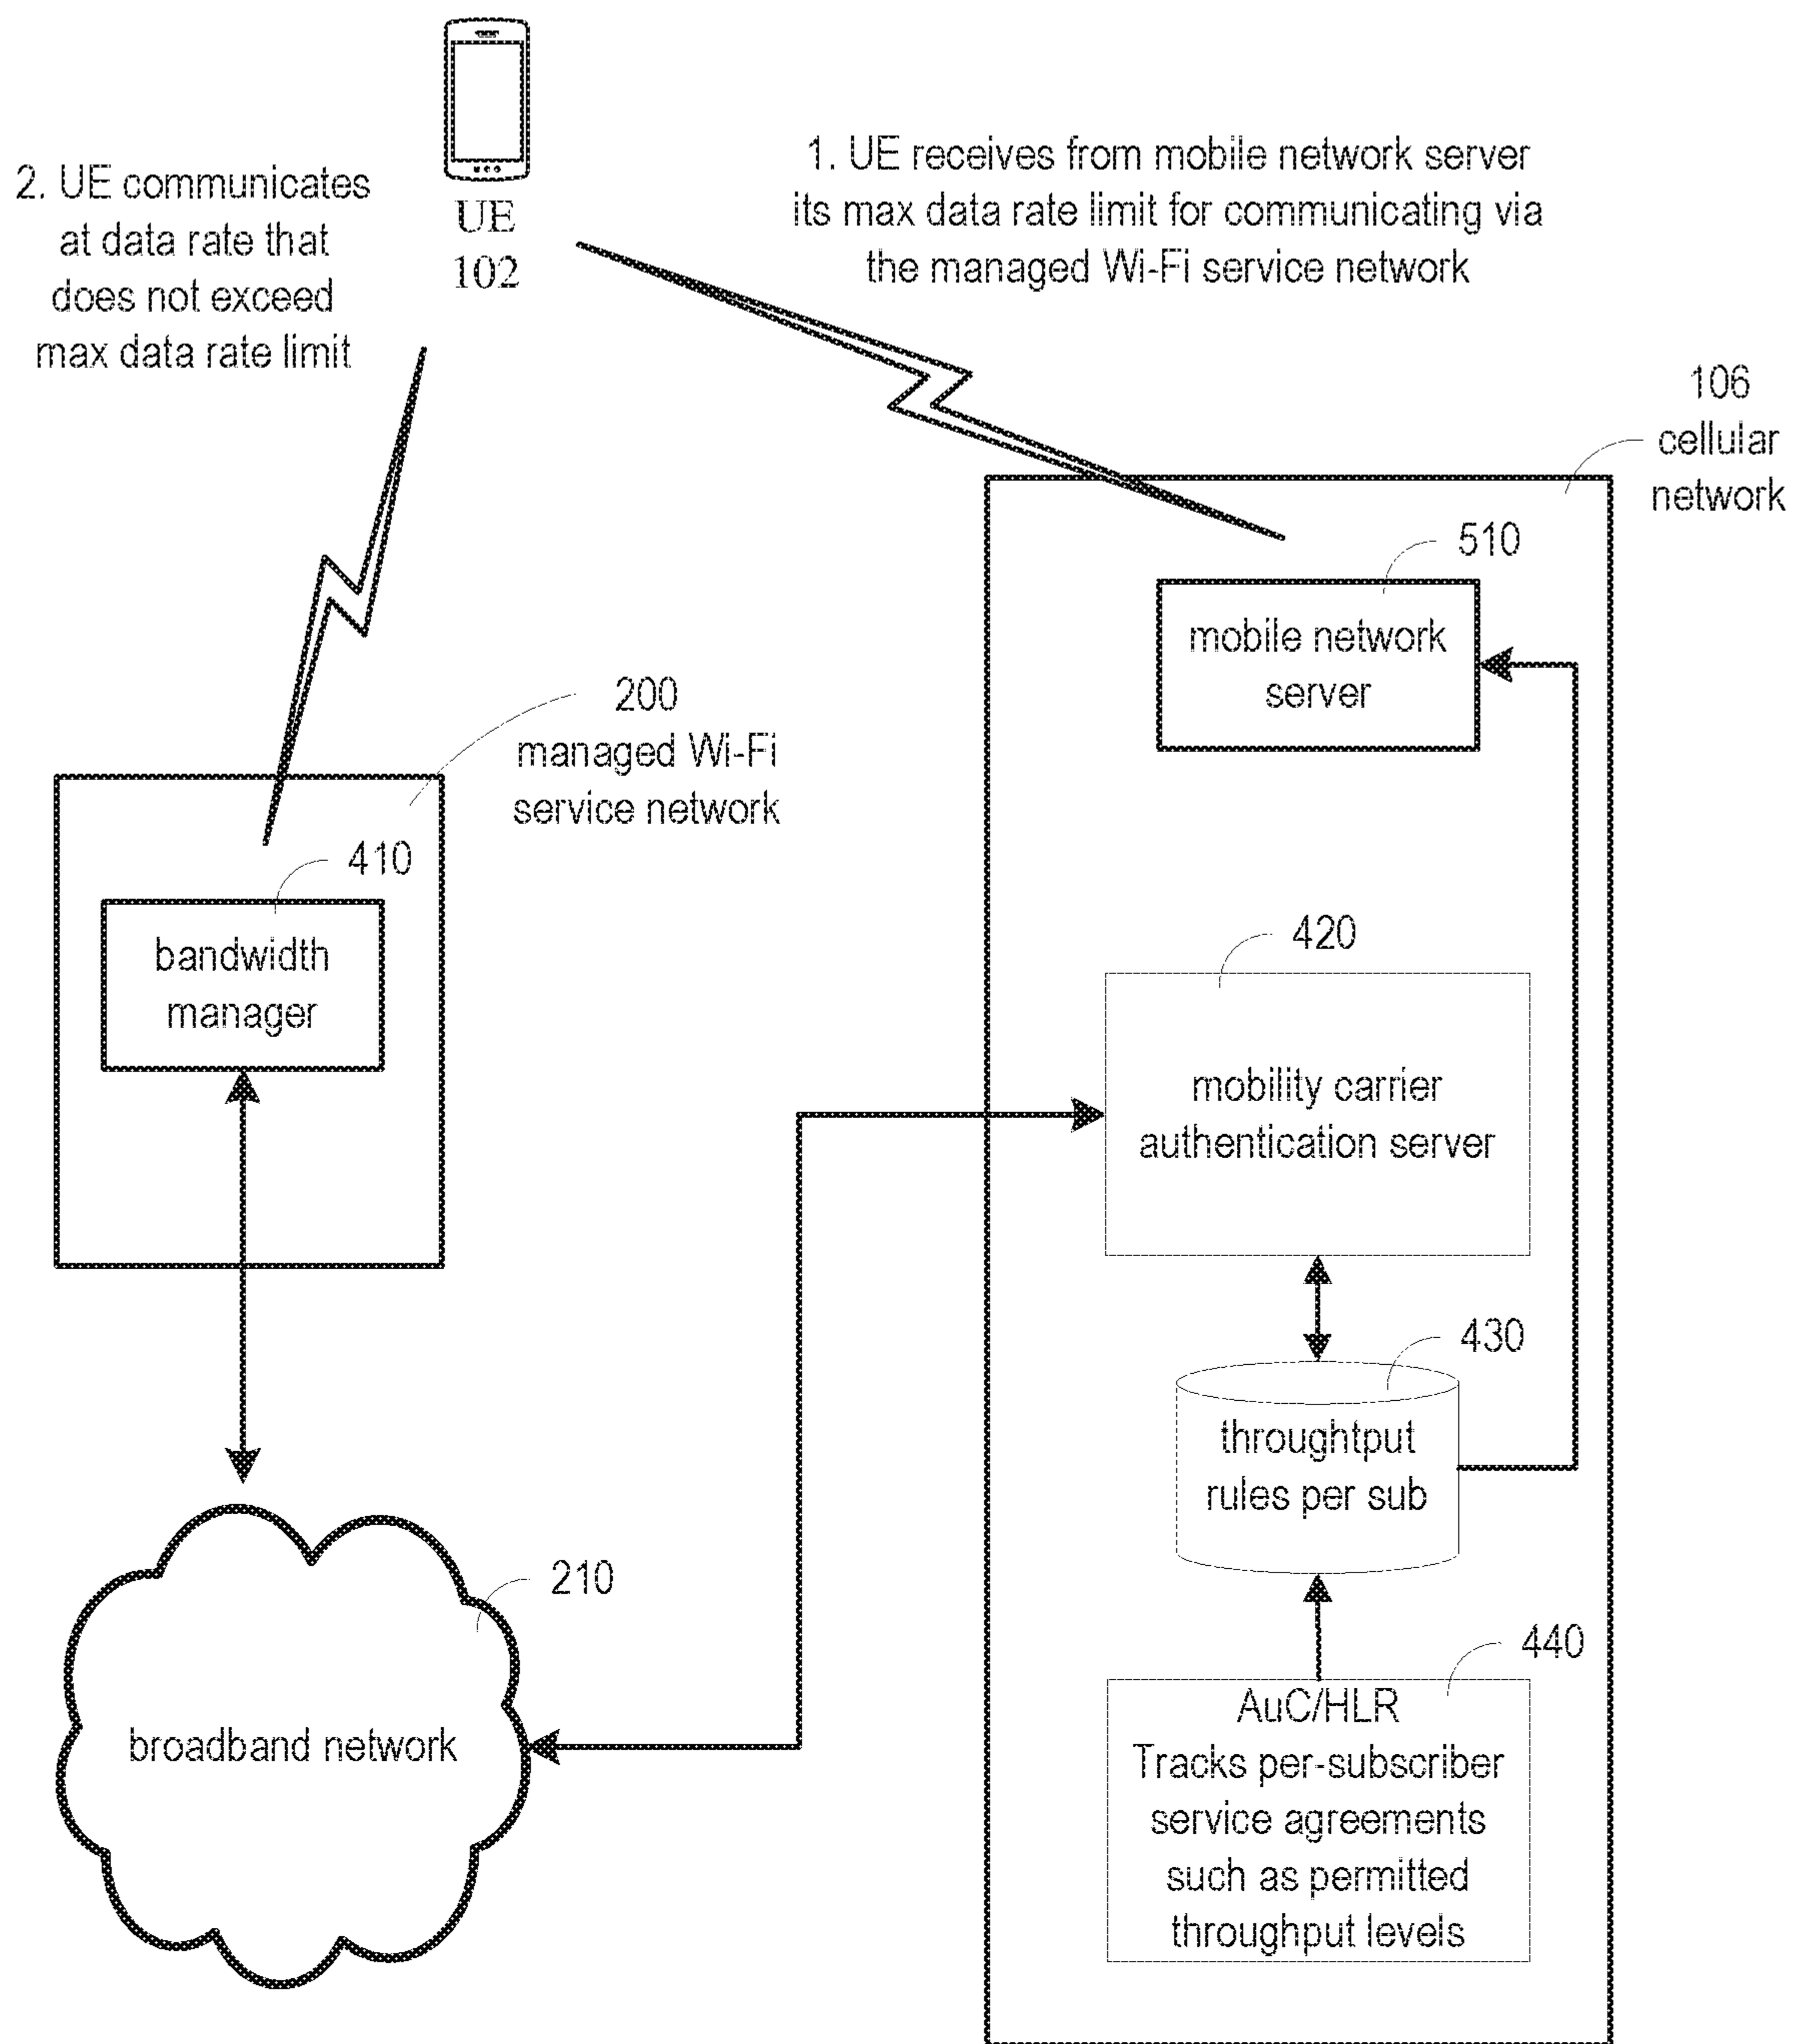 UE
102
1. UE receives from mobile network server
its max data rate limit for communicating via
the managed Wi-Fi service network
2. UE communicates
at data rate that
does not exceed
max data rate limit
106
cellular
network
510
mobile network
server
200
managed Wi-Fi
service network
410
bandwidth
manager
420
mobility carrier
authentication server
430
throughtput
rules per sub
210
broadband network
440
AuC/HLR
Tracks per-subscriber
service agreements
such as permitted
throughput levels